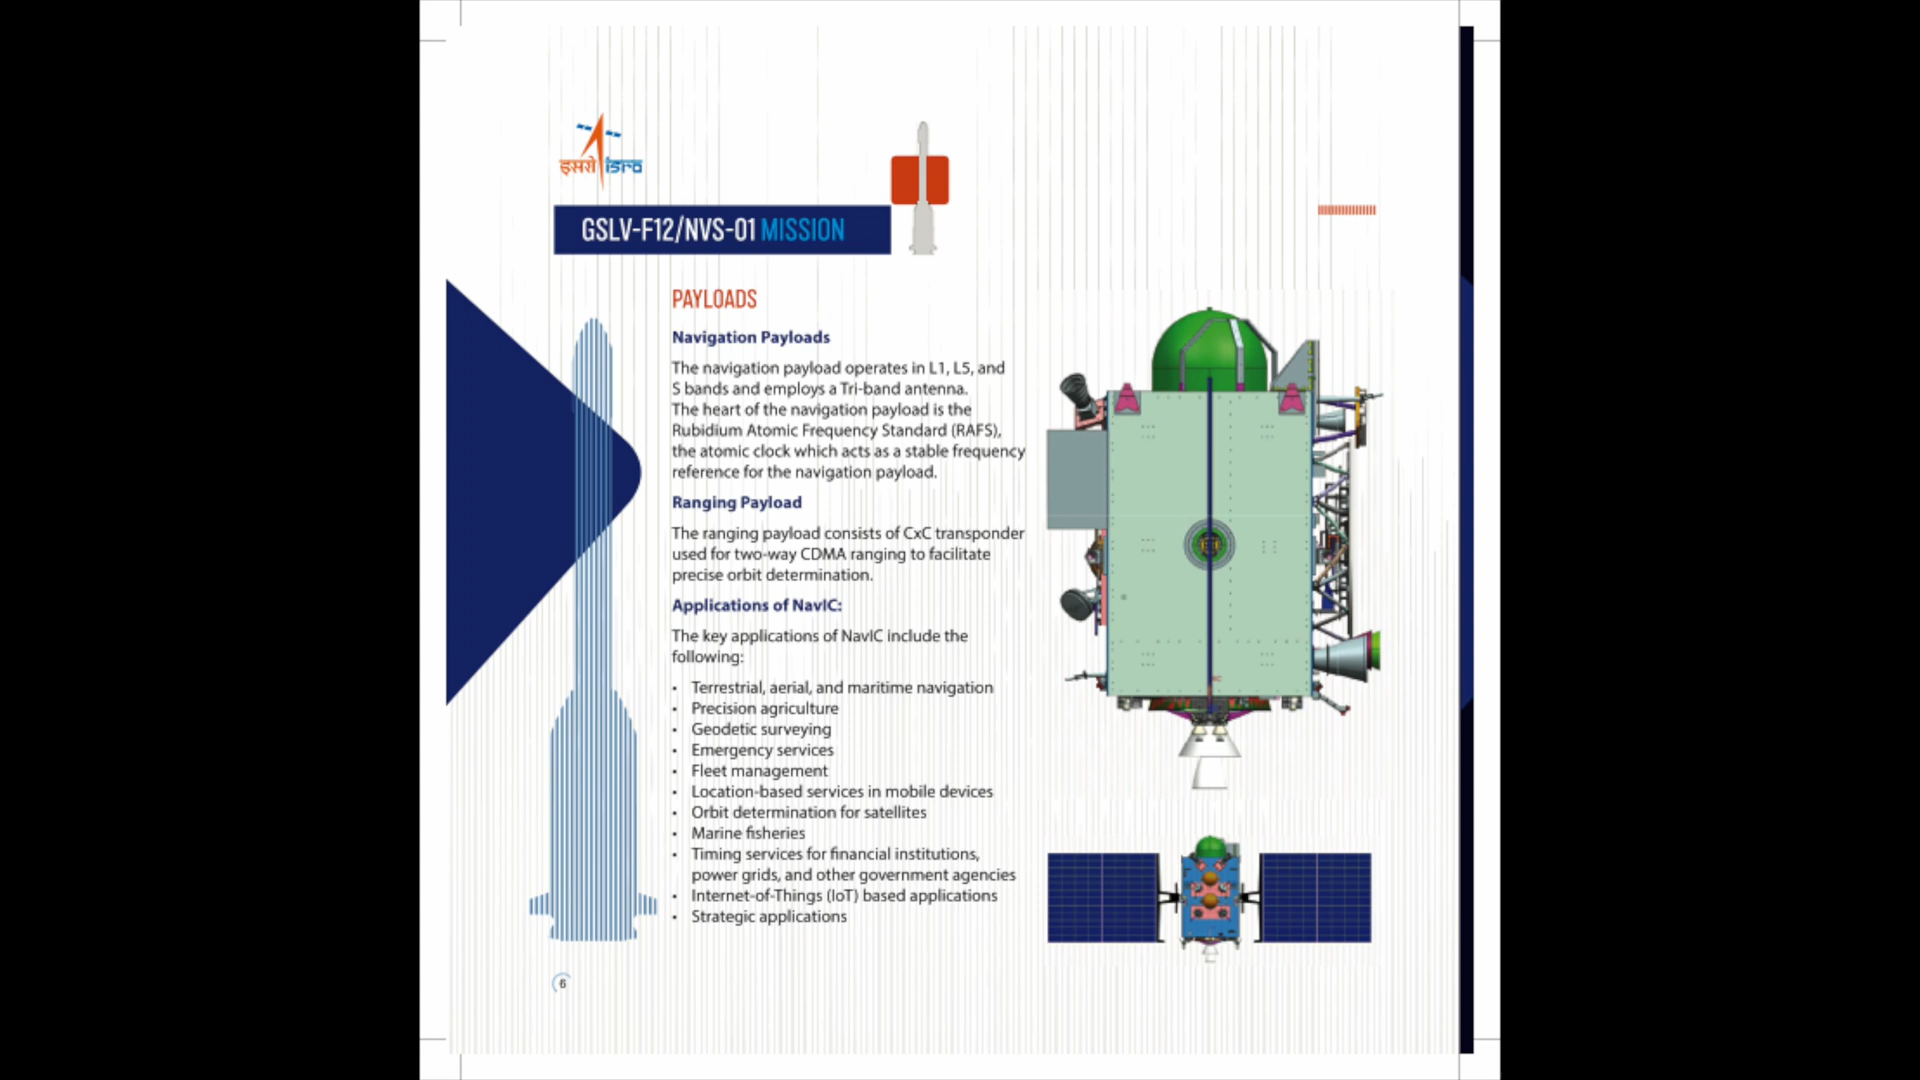 इसरो isro
GSLV-F12/NVS-01 MISSION
PAYLOADS
Navigation Payloads
The navigation payload operates in L1, L5, and
S bands and employs a Tri-band antenna.
The heart of the navigation payload is the
Rubidium Atomic Frequency Standard (RAFS),
the atomic clock which acts as a stable frequency
reference for the navigation payload.
Ranging Payload
The ranging payload consists of CxC transponder
used for two-way CDMA ranging to facilitate
precise orbit determination.
Applications of NavIC:
The key applications of NavIC include the
following:
• Terrestrial, aerial, and maritime navigation
• Precision agriculture
• Geodetic surveying
• Emergency services
• Fleet management
• Location-based services in mobile devices
• Orbit determination for satellites
• Marine fisheries
• Timing services for financial institutions,
power grids, and other government agencies
• Internet-of-Things (IoT) based applications
• Strategic applications
6